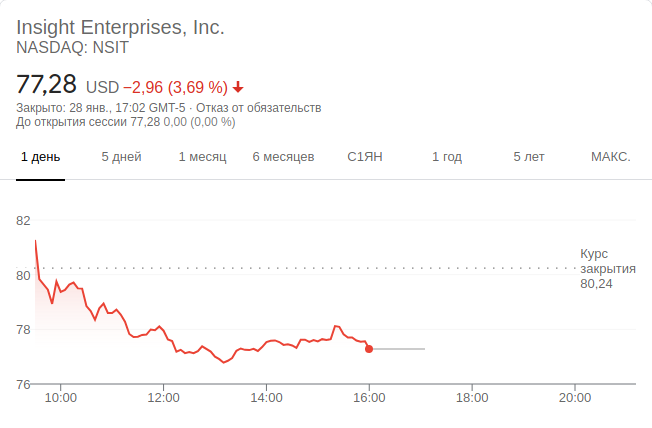 Insight Enterprises, Inc.
NASDAQ: NSIT
77,28 USD −2,96 (3,69 %)
Закрыто: 28 янв., 17:02 GMT-5 · Отказ от обязательств
До открытия сессии 77,28 0,00 (0,00 %)
1 день 5 дней 1 месяц 6 месяцев С1ЯН 1 год 5 лет МАКС.
82
Курс
80 закрытия
80,24
78
76
10:00 12:00 14:00 16:00 18:00 20:00